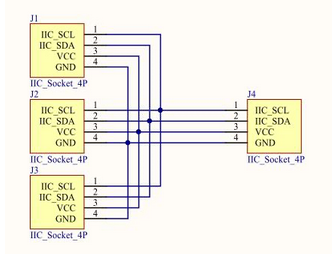 J1
IIC_SCL 1
IIC_SDA 2
VCC 3
GND 4
IIC_Socket_4P
J2
IIC_SCL 1
IIC_SDA 2
VCC 3
GND 4
IIC_Socket_4P
J3
IIC_SCL 1
IIC_SDA 2
VCC 3
GND 4
IIC_Socket_4P
J4
1 IIC_SCL
2 IIC_SDA
3 VCC
4 GND
IIC_Socket_4P